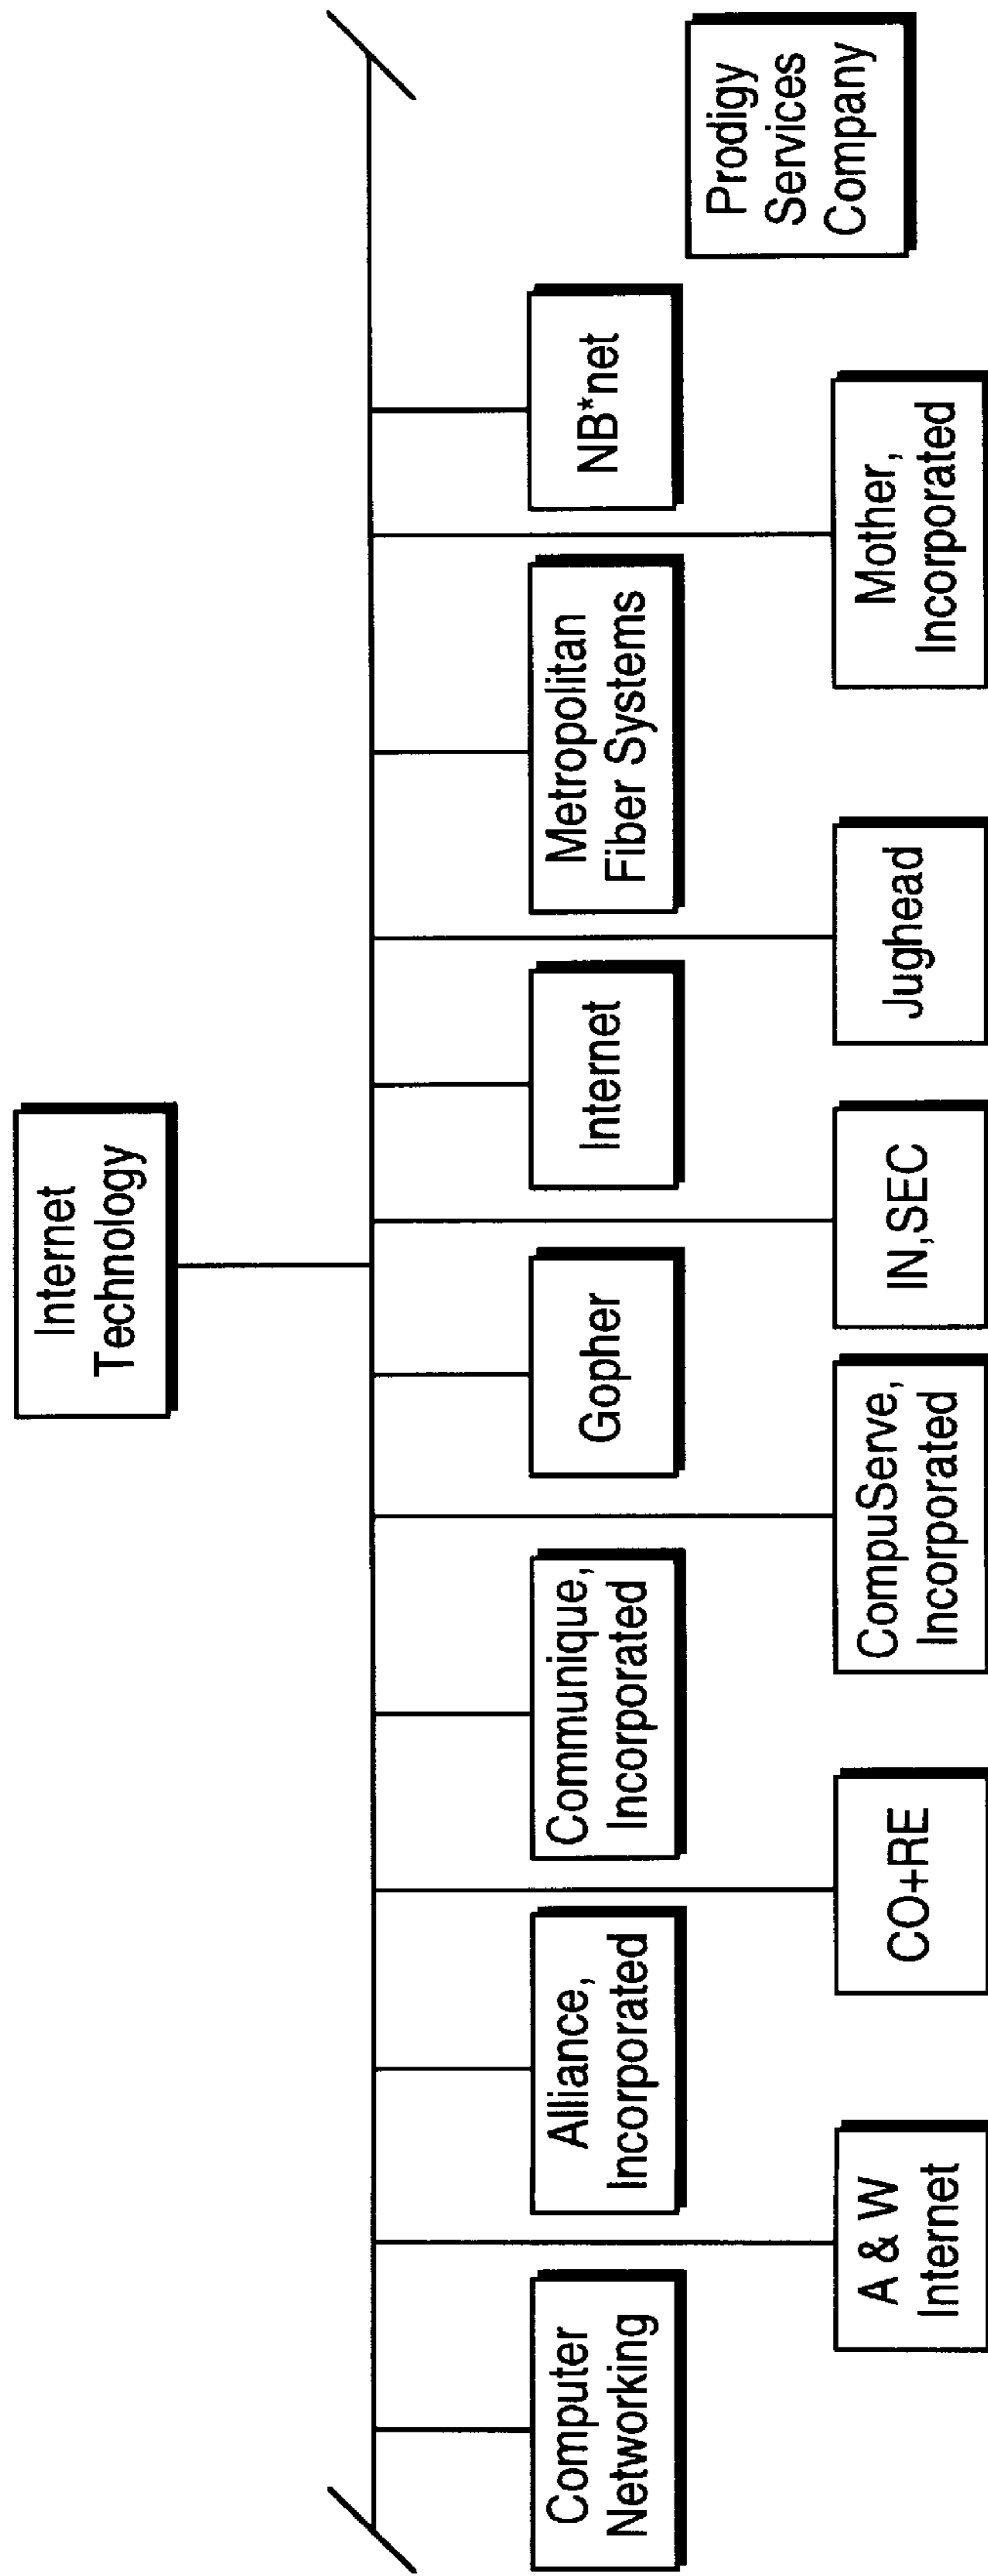 Internet
Technology
Computer
Networking
Alliance,
Incorporated
Communique,
Incorporated
Gopher
Internet
Metropolitan
Fiber Systems
NB*net
A & W
Internet
CO+RE
CompuServe,
Incorporated
IN,SEC
Jughead
Mother,
Incorporated
Prodigy
Services
Company